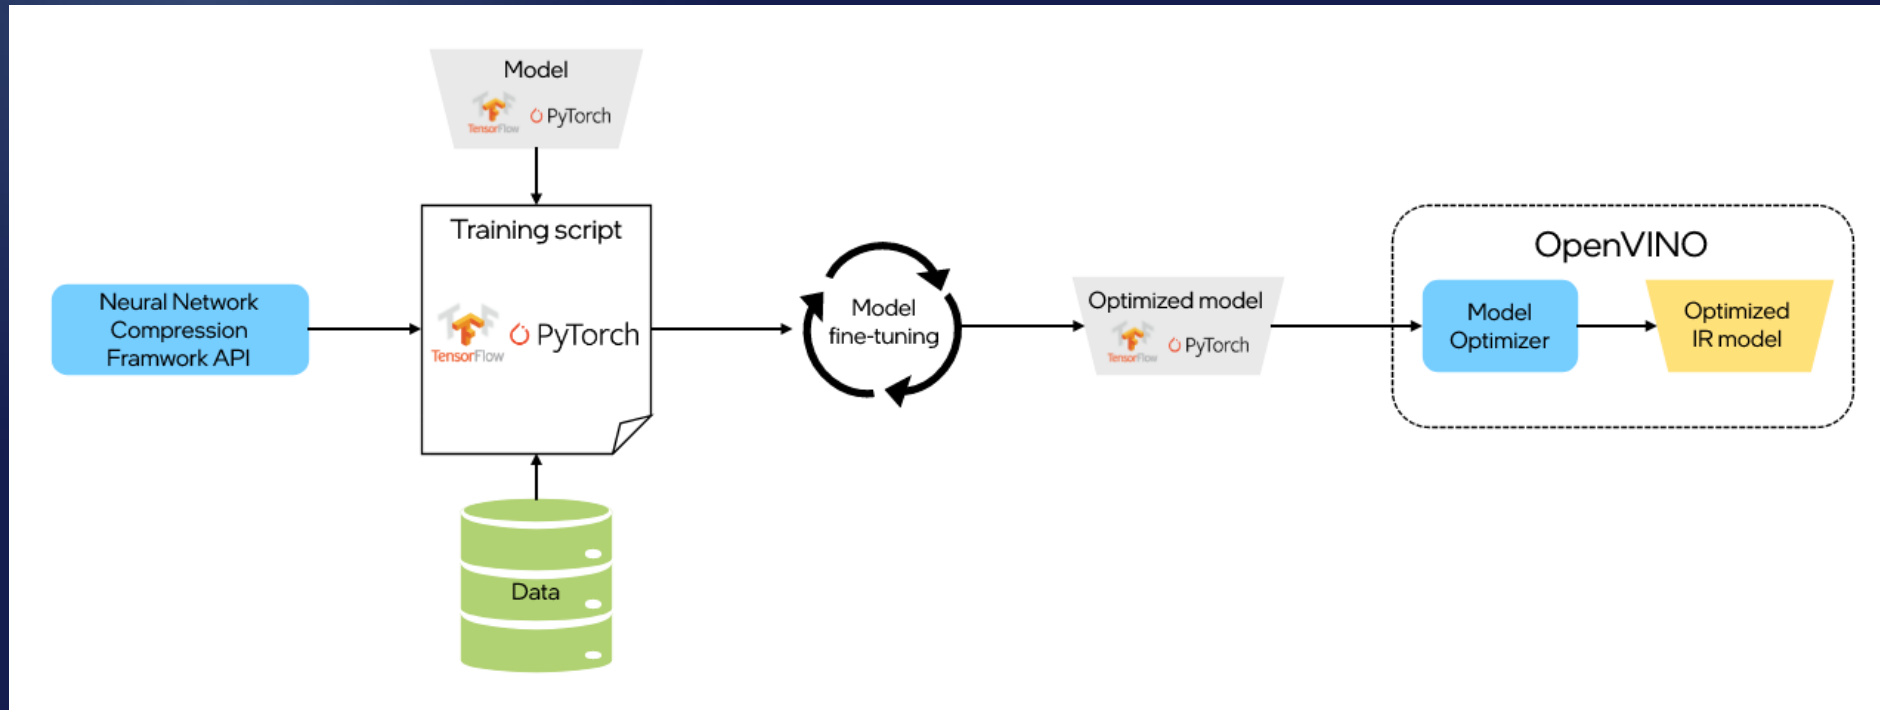 Model
TensorFlow
PyTorch
Training script
TensorFlow
PyTorch
Neural Network
Compression
Framwork API
Data
Model
fine-tuning
Optimized model
TensorFlow
PyTorch
OpenVINO
Model
Optimizer
Optimized
IR model